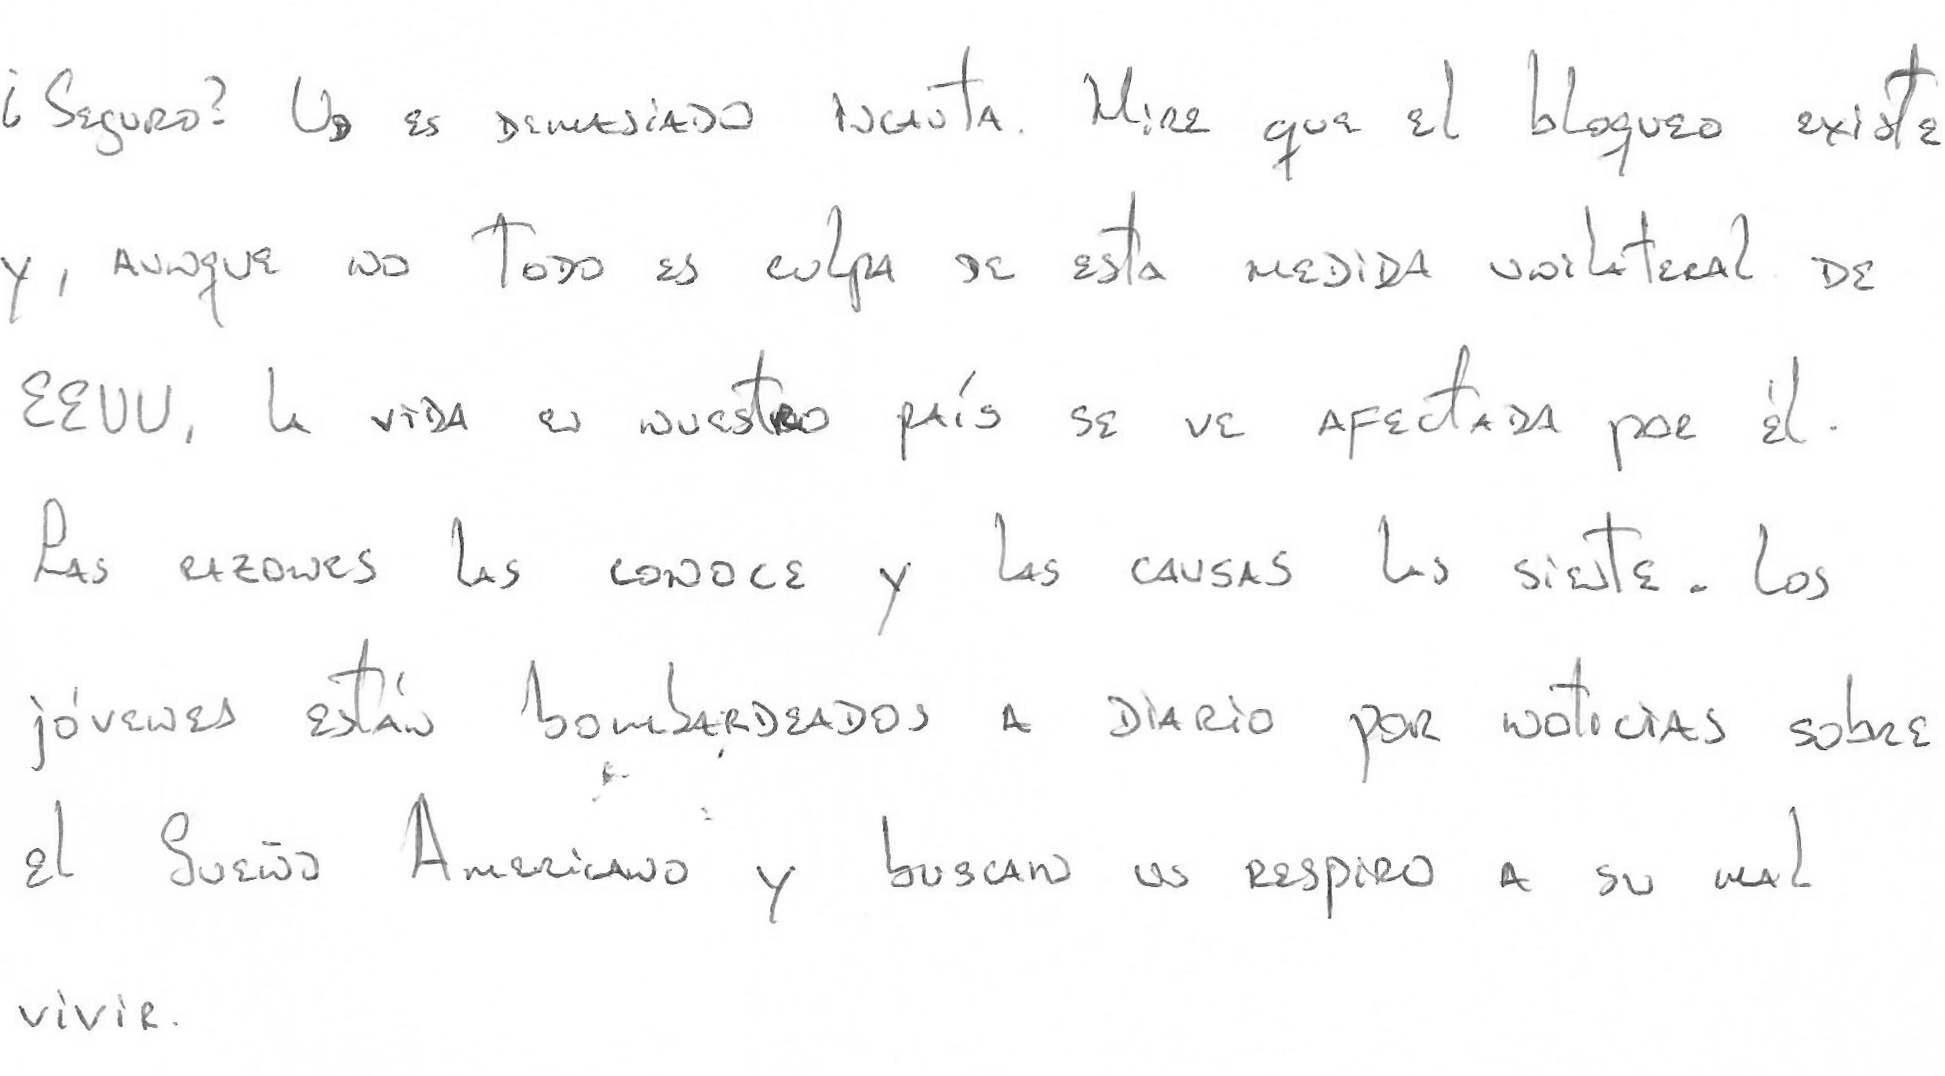 ¿Seguro? Ud es demasiado incauta. Mire que el bloqueo existe
y, aunque no todo es culpa de esta medida unilateral de
EEUU, la vida en nuestro país se ve afectada por él.
Las razones las conoce y las causas las siente. Los
jóvenes están bombardeados a diario por noticias sobre
el Sueño Americano y buscan un respiro a su mal
vivir.